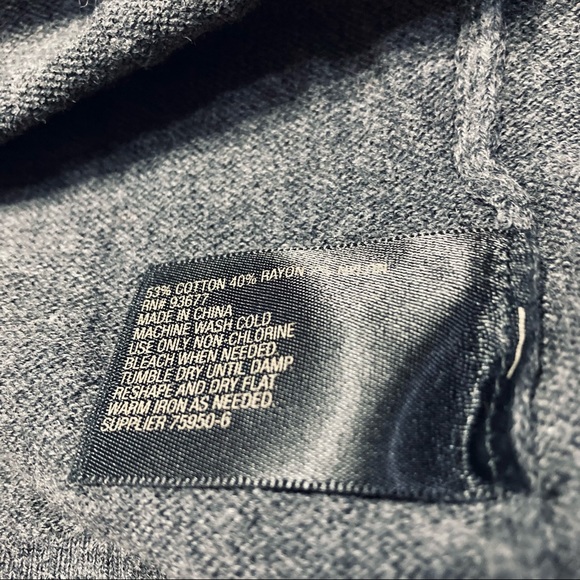 53% COTTON 40% RAYON 7% NYLON
RN# 93677
MADE IN CHINA
MACHINE WASH COLD
USE ONLY NON-CHLORINE
BLEACH WHEN NEEDED.
TUMBLE DRY UNTIL DAMP
RESHAPE AND DRY FLAT
WARM IRON AS NEEDED.
SUPPLIER 75950-6